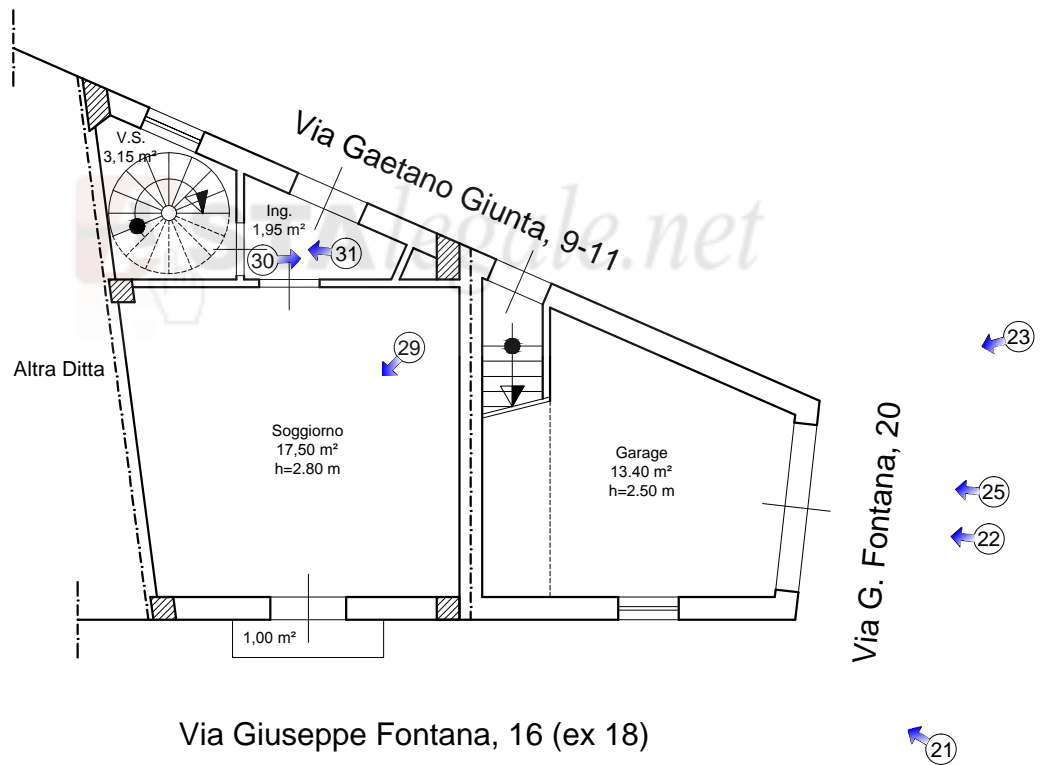 Via Gaetano Giunta, 9-11
V.S.
3,15 m²
Ing.
1,95 m²
30
31
STAlegale.net
29
23
Altra Ditta
Soggiorno
17,50 m²
h=2.80 m
Garage
13.40 m²
h=2.50 m
Via G. Fontana, 20
25
22
1,00 m²
Via Giuseppe Fontana, 16 (ex 18)
21